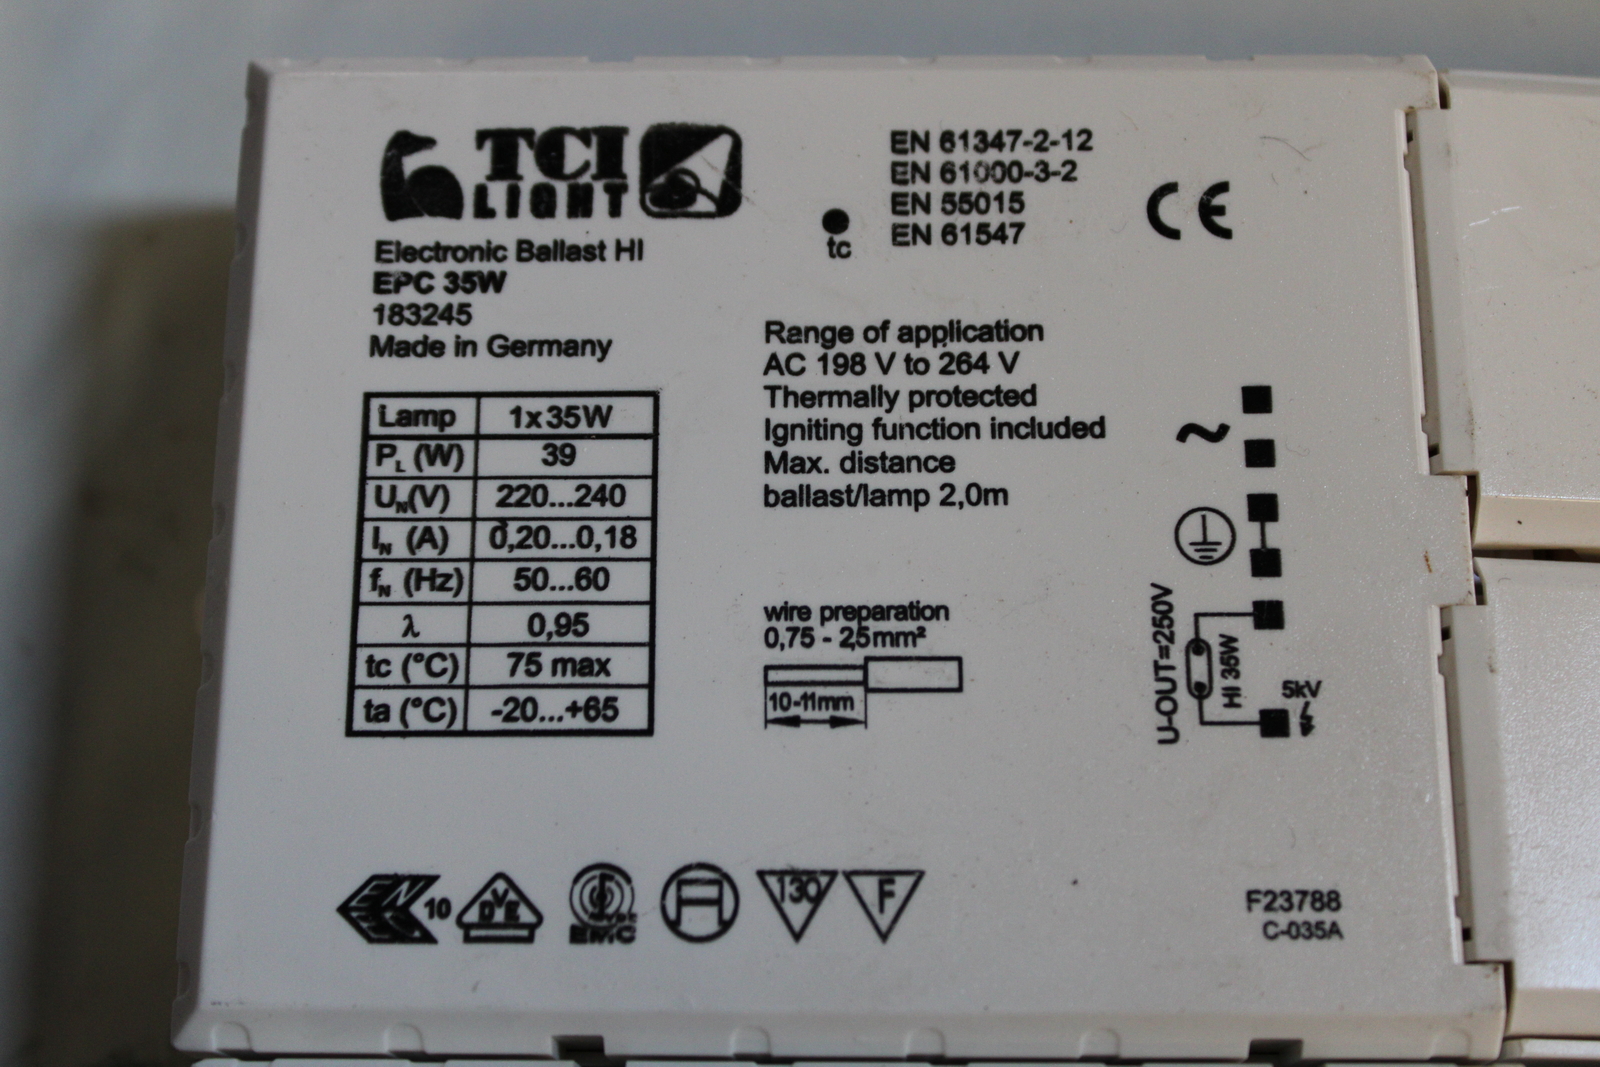 TCI
LIGHT
Electronic Ballast HI
EPC 35W
183245
Made in Germany
tc
EN 61347-2-12
EN 61000-3-2
EN 55015
EN 61547
CE
Range of application
AC 198 V to 264 V
Thermally protected
Igniting function included
Max. distance
ballast/lamp 2,0m
Lamp 1x35W
PL (W) 39
UN(V) 220...240
IN (A) 0,20...0,18
fN (Hz) 50...60
λ 0,95
tc (°C) 75 max
ta (°C) -20...+65
wire preparation
0,75 - 2,5mm²
10-11mm
~
U-OUT=250V
HI 35W
5kV
EN
EC
10
DVE
EMC
130
F
F23788
C-035A